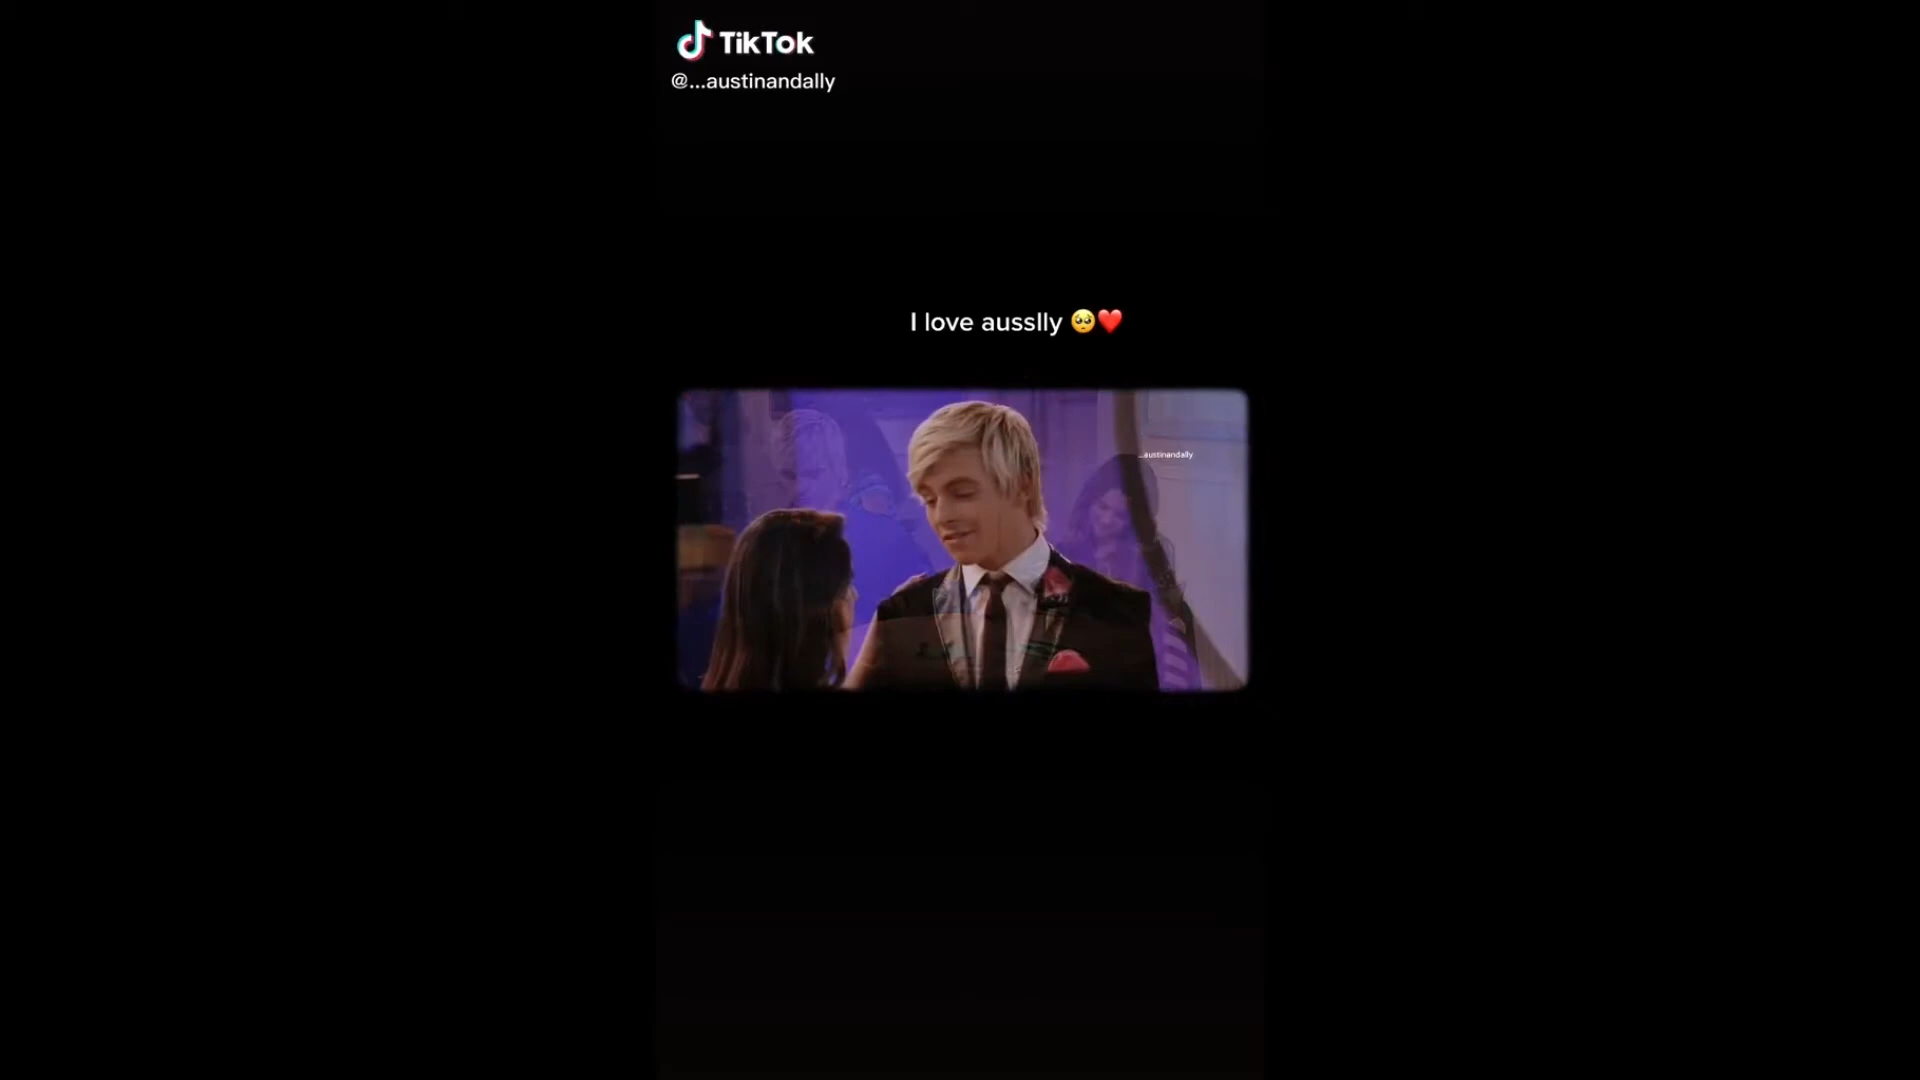 TikTok
@...austinandally
I love ausslly 🥺❤️
...austinandally